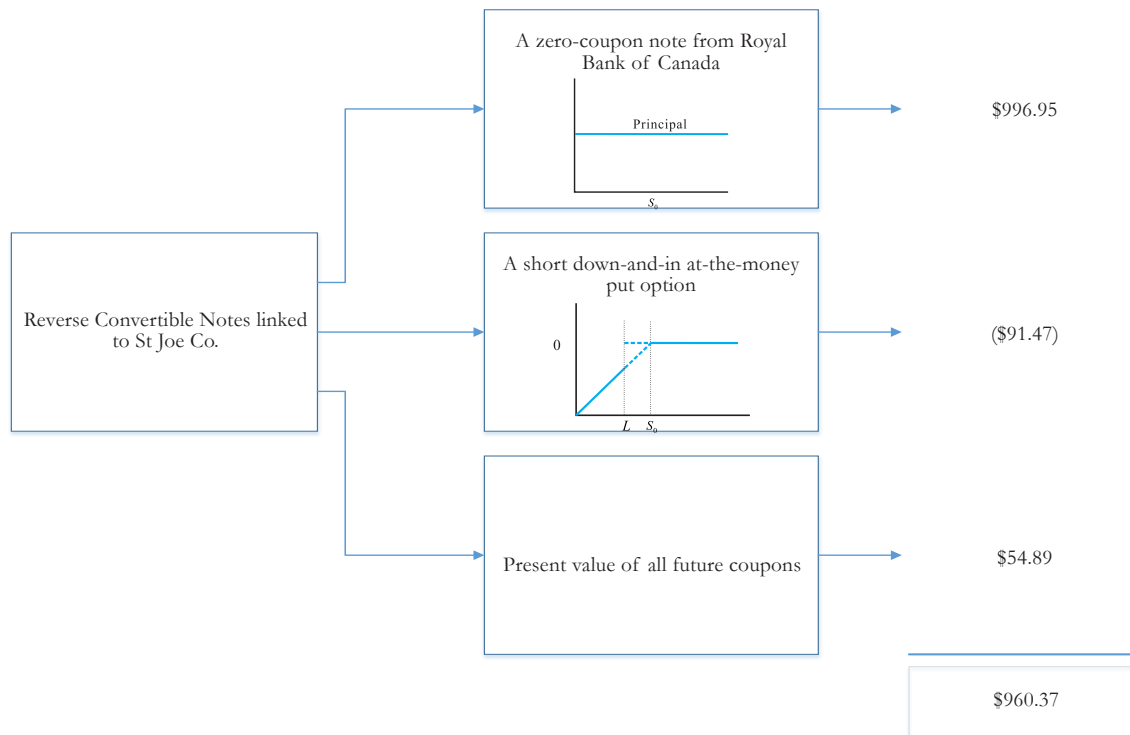 A zero-coupon note from Royal
Bank of Canada
Principal
S₀
$996.95
Reverse Convertible Notes linked
to St Joe Co.
A short down-and-in at-the-money
put option
0
L S₀
($91.47)
Present value of all future coupons
$54.89
$960.37